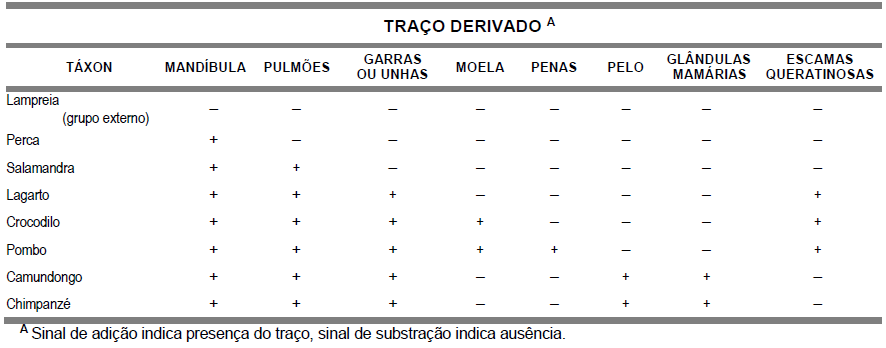 TRAÇO DERIVADO A
TÁXON MANDÍBULA PULMÕES GARRAS OU UNHAS MOELA PENAS PELO GLÂNDULAS MAMÁRIAS ESCAMAS QUERATINOSAS
Lampreia
(grupo externo) – – – – – – – –
Perca + – – – – – – –
Salamandra + + – – – – – –
Lagarto + + + – – – – +
Crocodilo + + + + – – – +
Pombo + + + + + – – +
Camundongo + + + – – + + –
Chimpanzé + + + – – + + –
A Sinal de adição indica presença do traço, sinal de substração indica ausência.